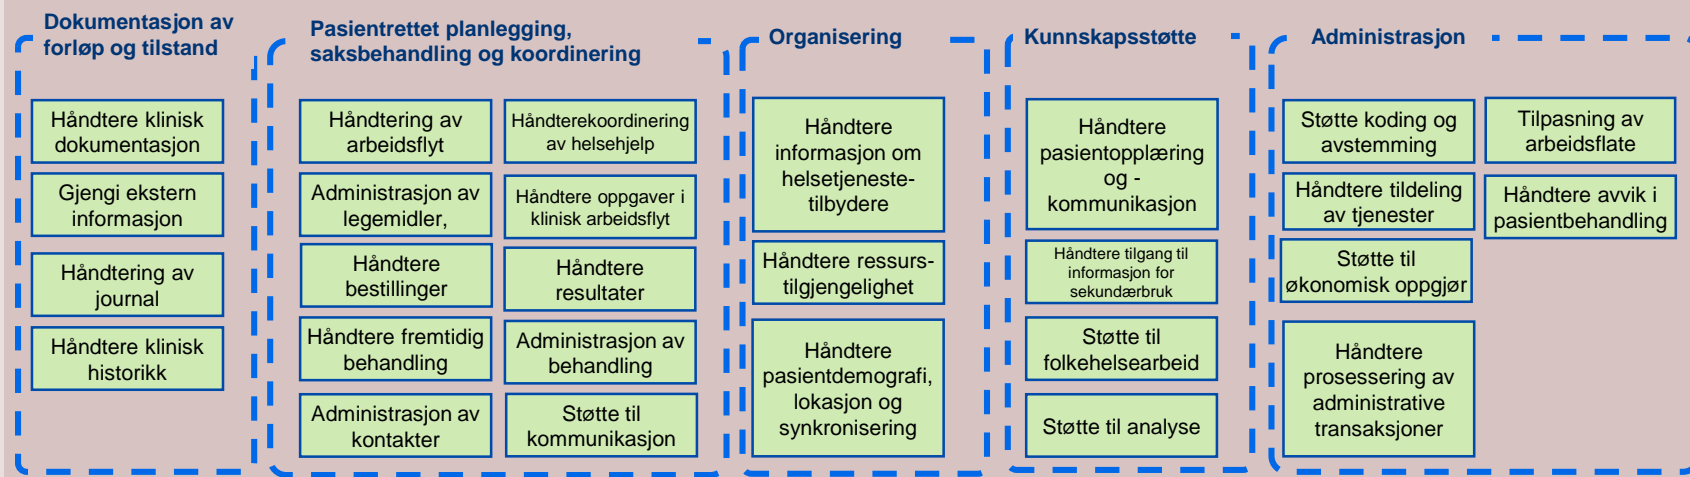 Dokumentasjon av
forløp og tilstand
Håndtere klinisk
dokumentasjon
Gjengi ekstern
informasjon
Håndtering av
journal
Håndtere klinisk
historikk
Pasientrettet planlegging,
saksbehandling og koordinering
Håndtering av
arbeidsflyt
Håndterekoordinering
av helsehjelp
Administrasjon av
legemidler,
Håndtere oppgaver i
klinisk arbeidsflyt
Håndtere
bestillinger
Håndtere
resultater
Håndtere fremtidig
behandling
Administrasjon av
behandling
Administrasjon av
kontakter
Støtte til
kommunikasjon
Organisering
Håndtere
informasjon om
helsetjeneste-
tilbydere
Håndtere ressurs-
tilgjengelighet
Håndtere
pasientdemografi,
lokasjon og
synkronisering
Kunnskapsstøtte
Håndtere
pasientopplæring
og -
kommunikasjon
Håndtere tilgang til
informasjon for
sekundærbruk
Støtte til
folkehelsearbeid
Støtte til analyse
Administrasjon
Støtte koding og
avstemming
Tilpasning av
arbeidsflate
Håndtere tildeling
av tjenester
Håndtere avvik i
pasientbehandling
Støtte til
økonomisk oppgjør
Håndtere
prosessering av
administrative
transaksjoner